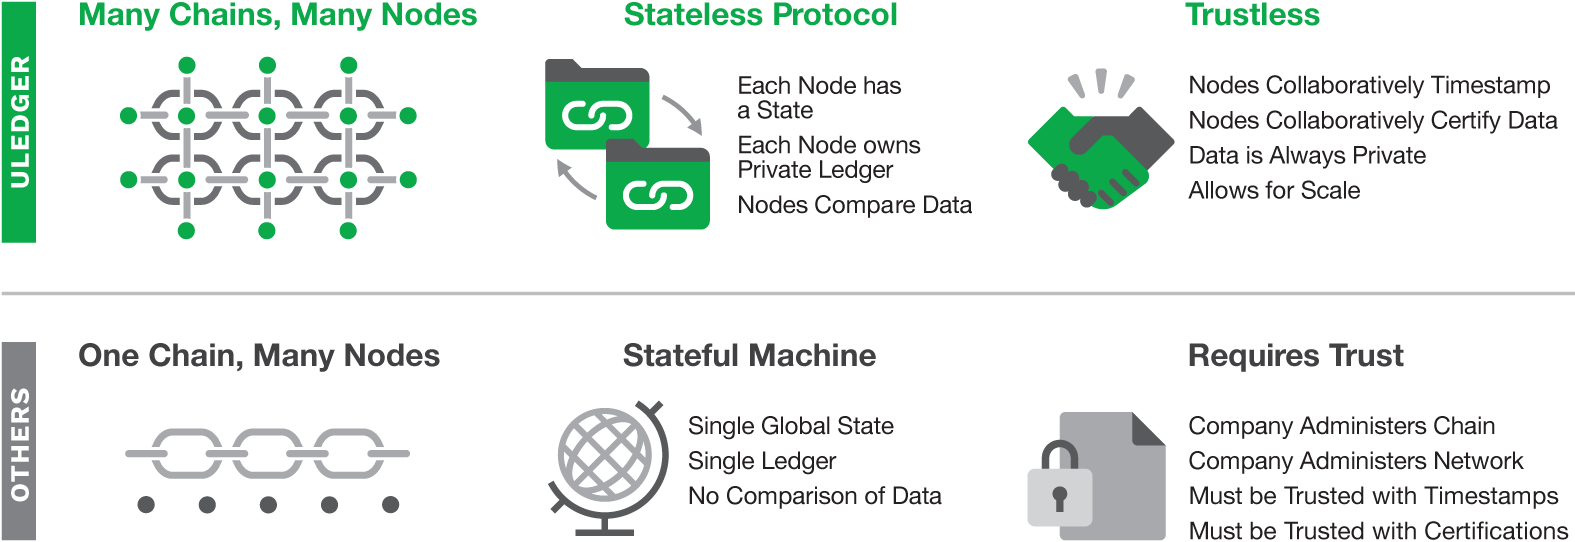 ULEDGER
Many Chains, Many Nodes
Stateless Protocol
Each Node has
a State
Each Node owns
Private Ledger
Nodes Compare Data
Trustless
Nodes Collaboratively Timestamp
Nodes Collaboratively Certify Data
Data is Always Private
Allows for Scale
OTHERS
One Chain, Many Nodes
Stateful Machine
Single Global State
Single Ledger
No Comparison of Data
Requires Trust
Company Administers Chain
Company Administers Network
Must be Trusted with Timestamps
Must be Trusted with Certifications